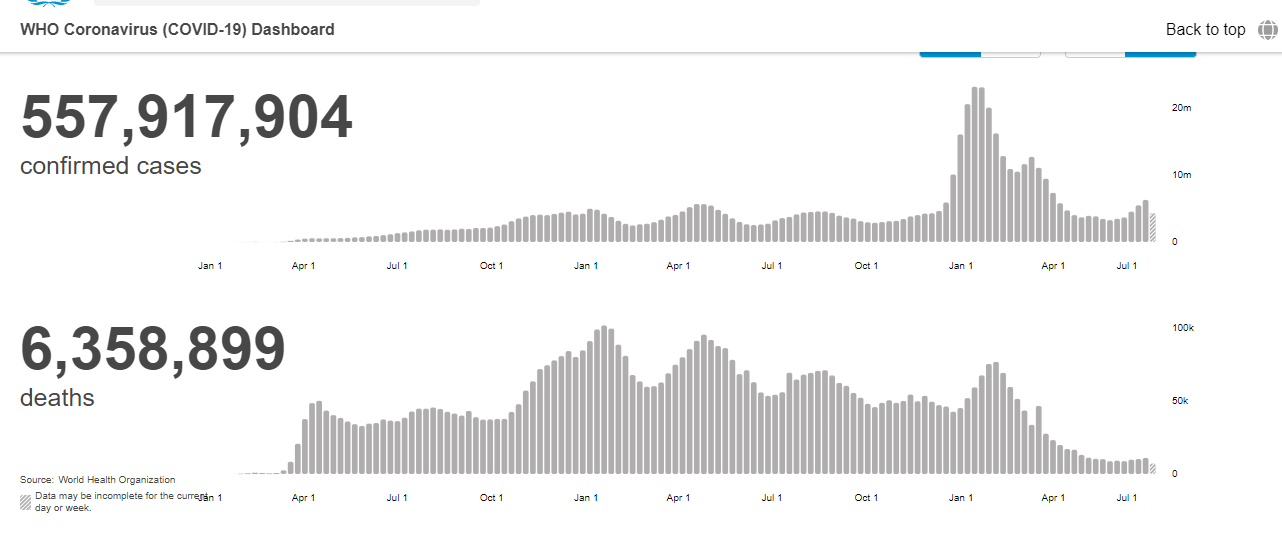 WHO Coronavirus (COVID-19) Dashboard
Back to top
557,917,904
confirmed cases
20m
10m
0
Jan 1 Apr 1 Jul 1 Oct 1 Jan 1 Apr 1 Jul 1 Oct 1 Jan 1 Apr 1 Jul 1
6,358,899
deaths
100k
50k
0
Source: World Health Organization
Data may be incomplete for the current
day or week.
Jan 1 Apr 1 Jul 1 Oct 1 Jan 1 Apr 1 Jul 1 Oct 1 Jan 1 Apr 1 Jul 1